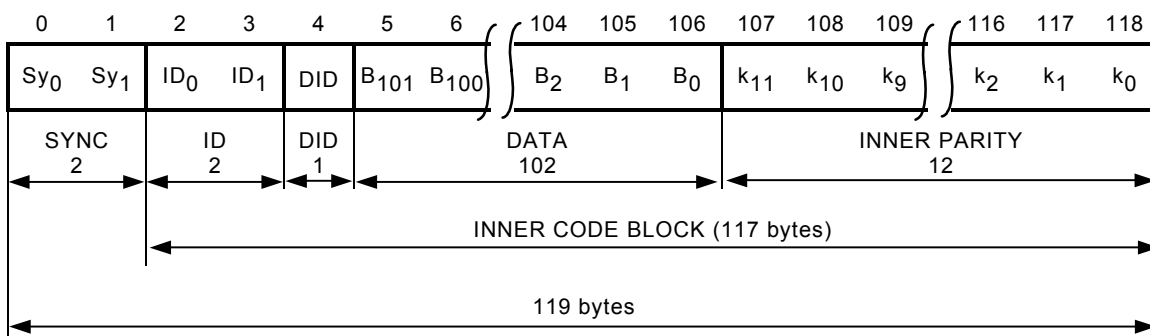 0 1 2 3 4 5 6 104 105 106 107 108 109 116 117 118
Sy0 Sy1 ID0 ID1 DID B101 B100 B2 B1 B0 k11 k10 k9 k2 k1 k0
SYNC ID DID DATA INNER PARITY
2 2 1 102 12
INNER CODE BLOCK (117 bytes)
119 bytes